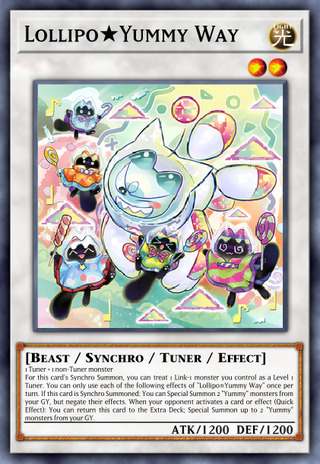 LOLLIPO★YUMMY WAY
LIGHT
光
[BEAST / SYNCHRO / TUNER / EFFECT]
1 Tuner + 1 non-Tuner monster
For this card's Synchro Summon, you can treat 1 Link-1 monster you control as a Level 1
Tuner. You can only use each of the following effects of "Lollipo★Yummy Way" once per
turn. If this card is Synchro Summoned: You can Special Summon 2 "Yummy" monsters from
your GY, but negate their effects. When your opponent activates a card or effect (Quick
Effect): You can return this card to the Extra Deck; Special Summon up to 2 "Yummy"
monsters from your GY.
ATK/1200 DEF/1200